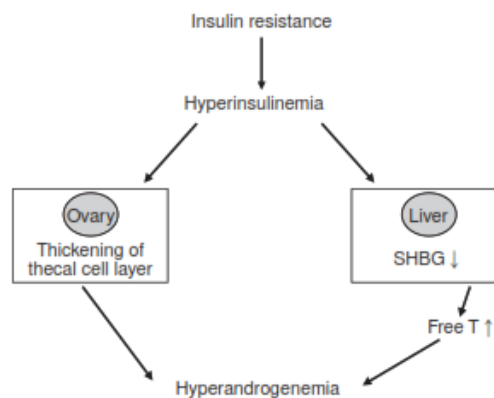 Insulin resistance
Hyperinsulinemia
Ovary
Thickening of
thecal cell layer
Liver
SHBG ↓
Free T ↑
Hyperandrogenemia